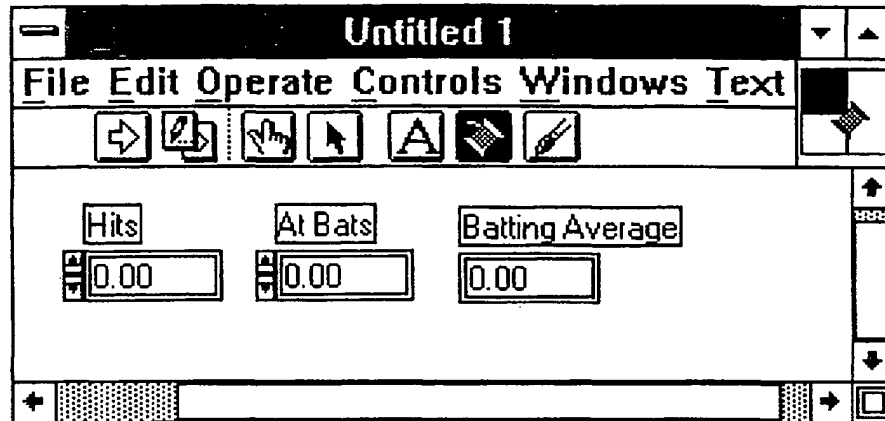 Untitled 1
File Edit Operate Controls Windows Text
A
Hits At Bats Batting Average
0.00 0.00 0.00